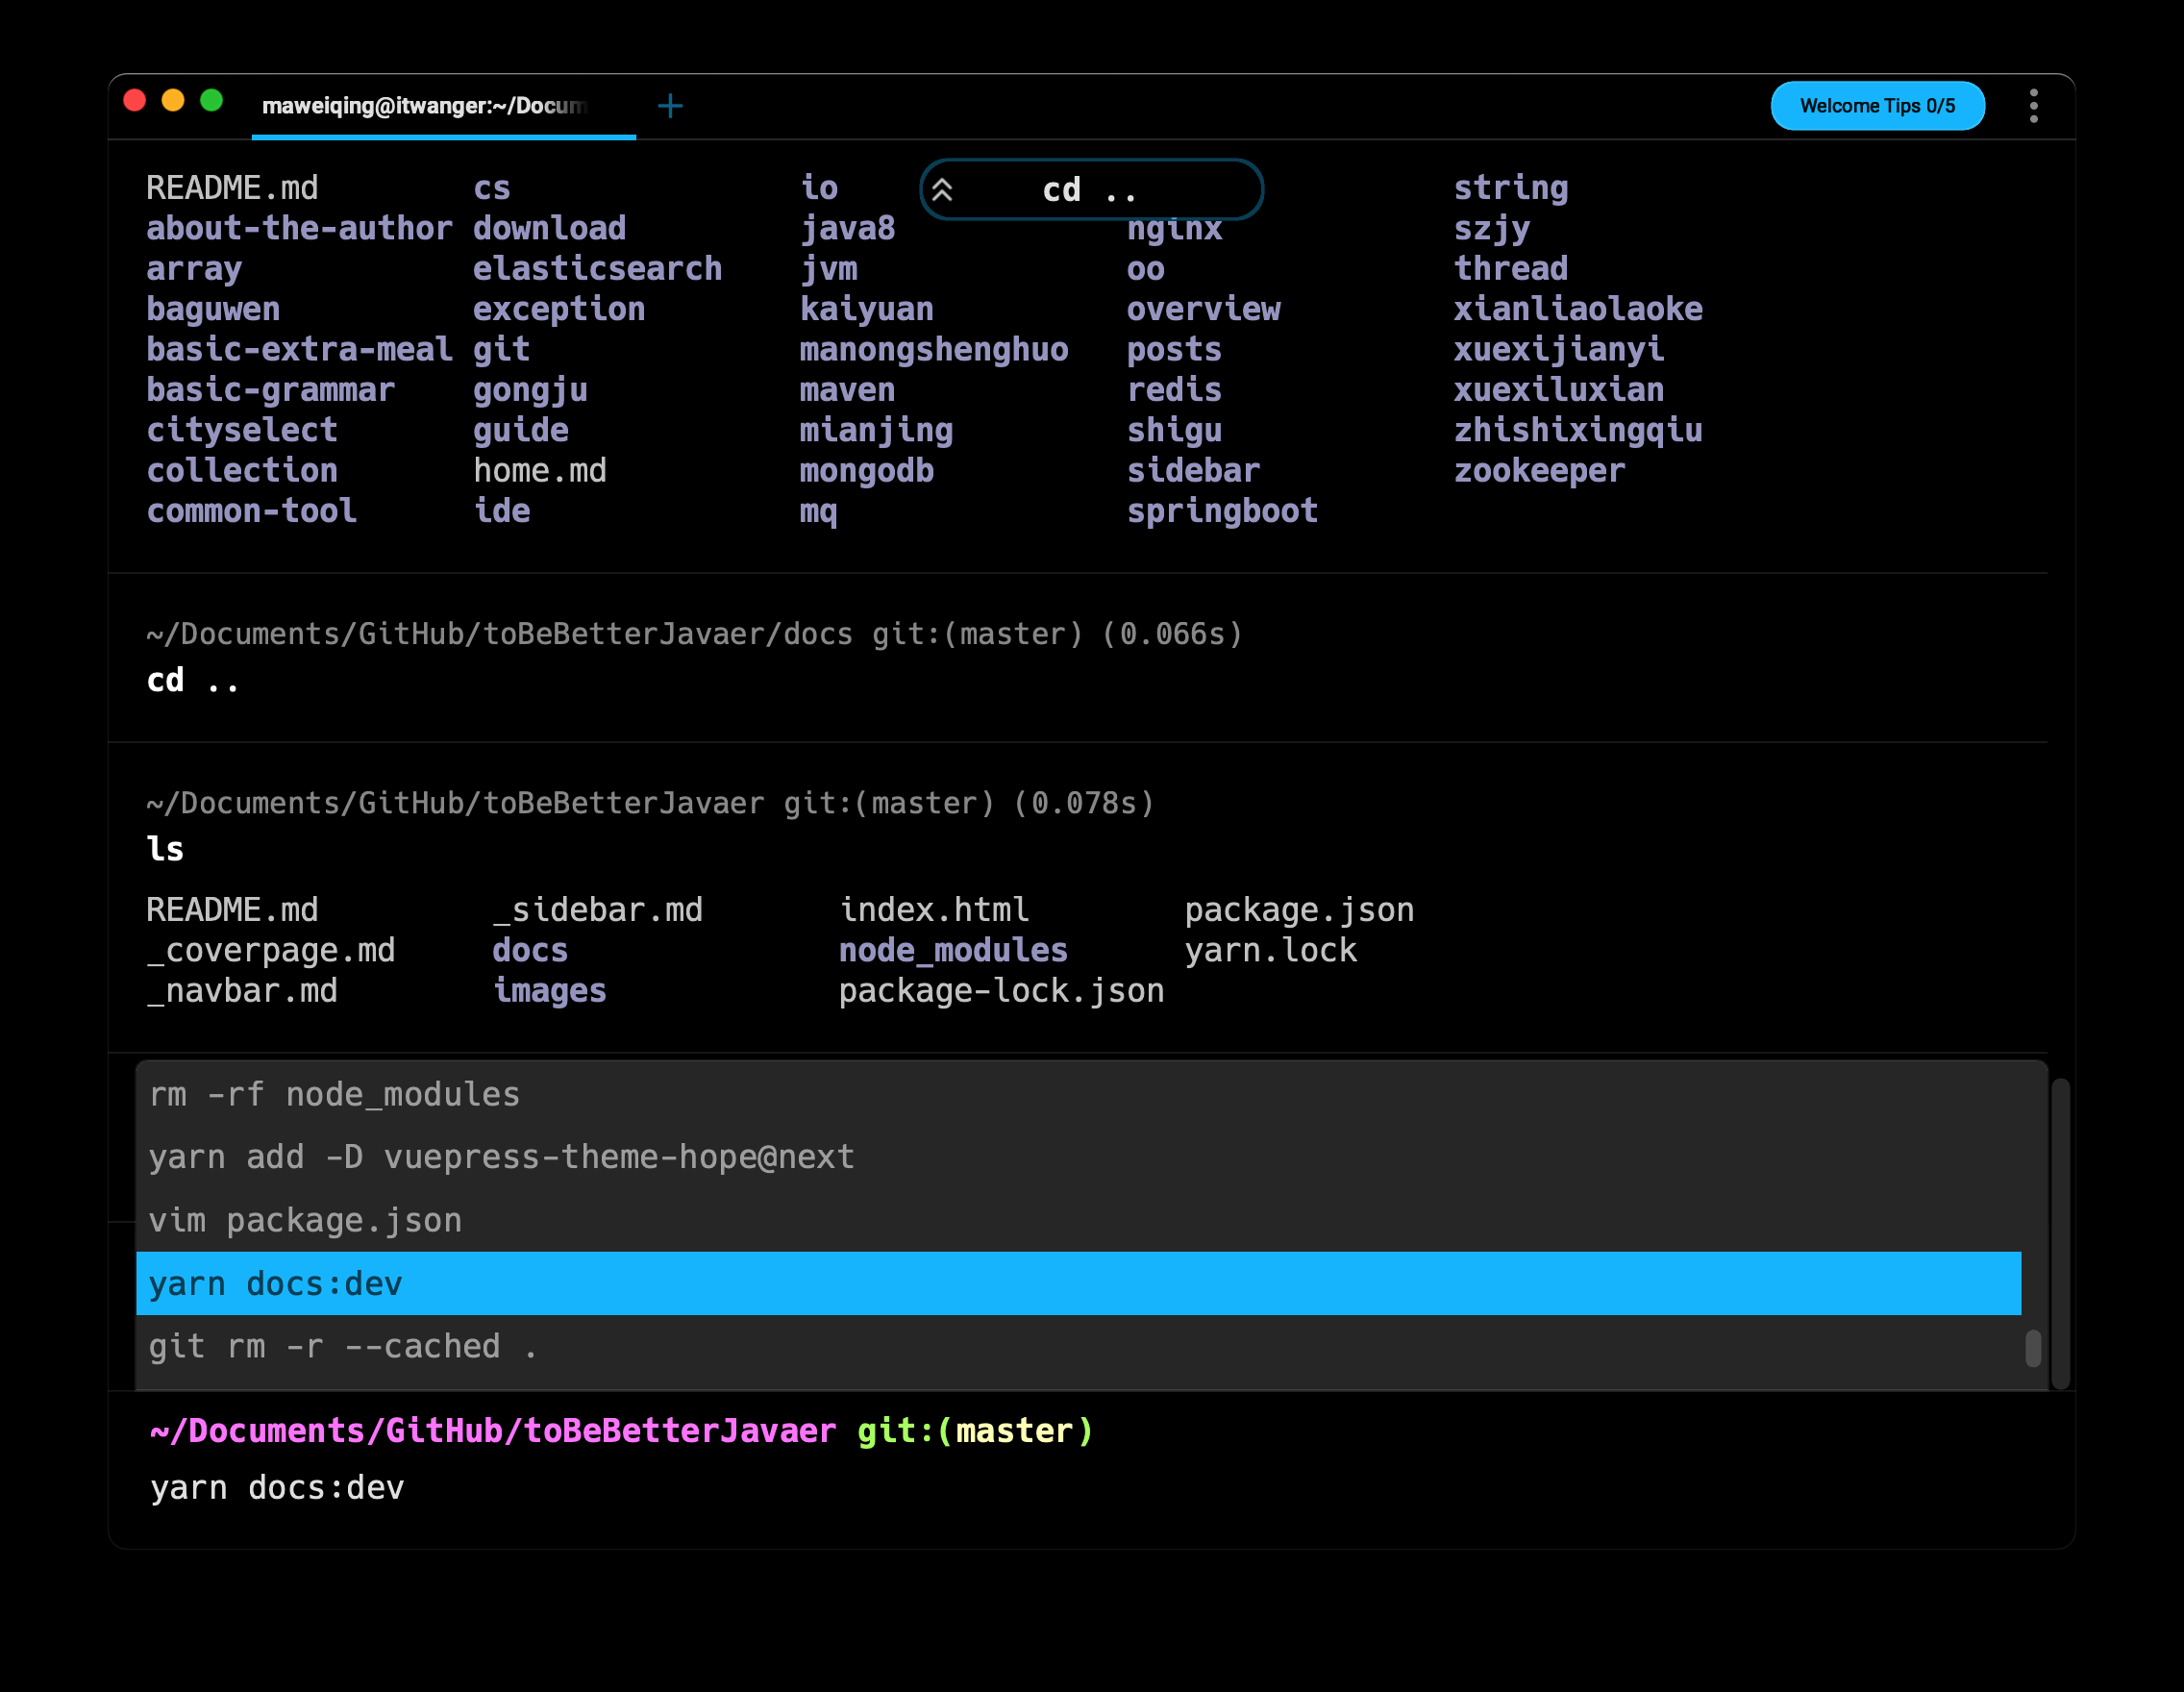 maweiqing@itwanger:~/Docum
Welcome Tips 0/5
cd ..
README.md cs io string
about-the-author download java8 nginx szjy
array elasticsearch jvm oo thread
baguwen exception kaiyuan overview xianliaolaoke
basic-extra-meal git manongshenghuo posts xuexijianyi
basic-grammar gongju maven redis xuexiluxian
cityselect guide mianjing shigu zhishixingqiu
collection home.md mongodb sidebar zookeeper
common-tool ide mq springboot
~/Documents/GitHub/toBeBetterJavaer/docs git:(master) (0.066s)
cd ..
~/Documents/GitHub/toBeBetterJavaer git:(master) (0.078s)
ls
README.md _sidebar.md index.html package.json
_coverpage.md docs node_modules yarn.lock
_navbar.md images package-lock.json
rm -rf node_modules
yarn add -D vuepress-theme-hope@next
vim package.json
yarn docs:dev
git rm -r --cached .
~/Documents/GitHub/toBeBetterJavaer git:(master)
yarn docs:dev